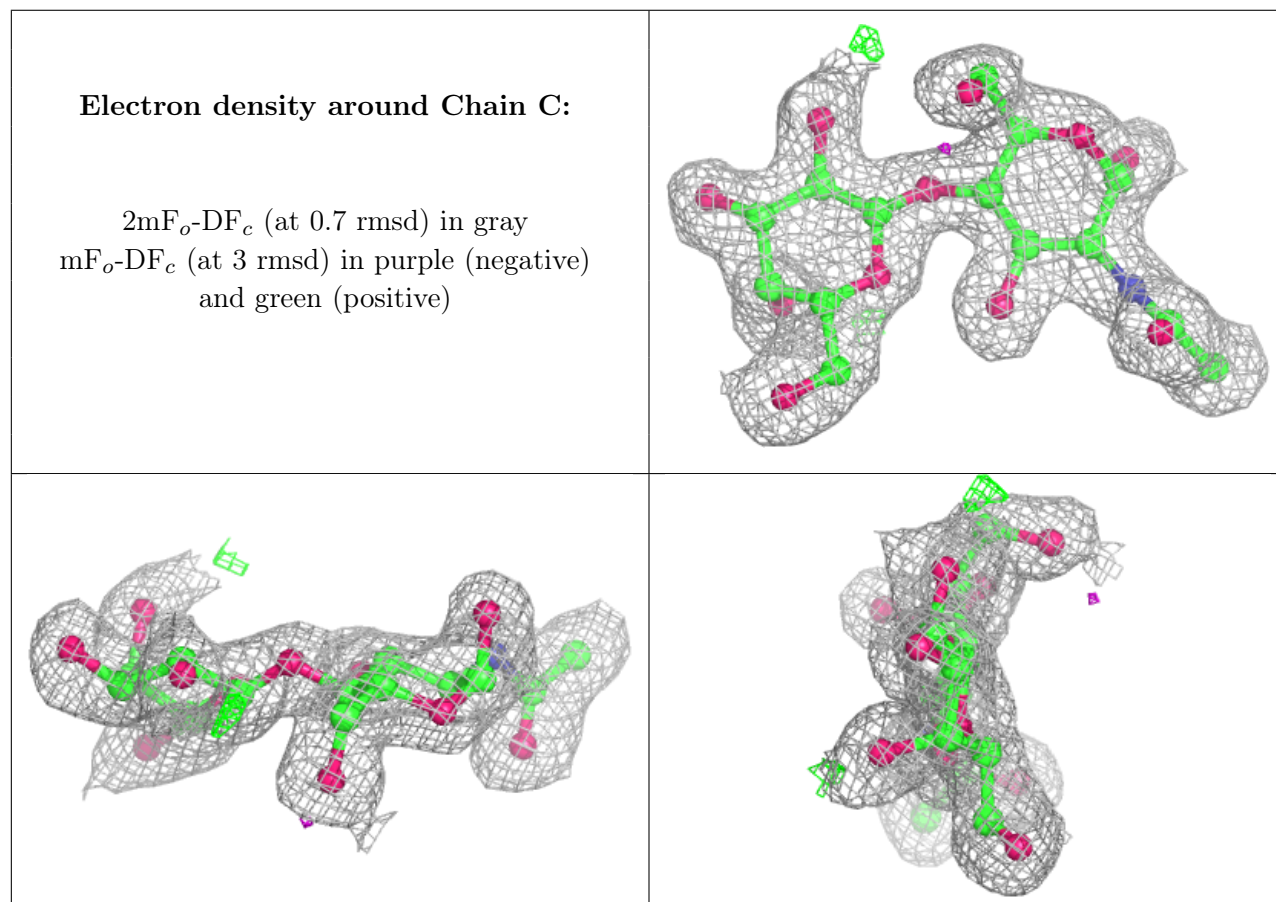 Electron density around Chain C:
2mFo-DFc (at 0.7 rmsd) in gray
mFo-DFc (at 3 rmsd) in purple (negative)
and green (positive)